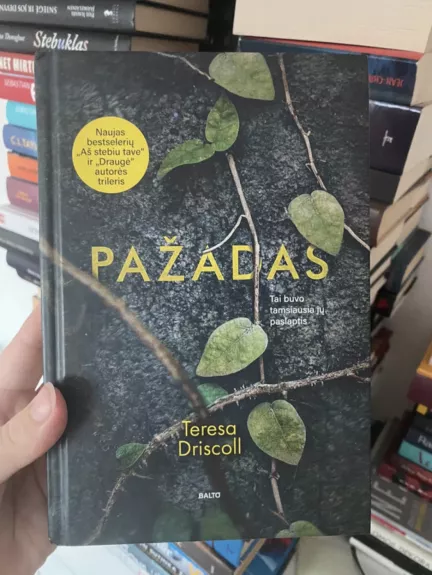 Stebuklas
Naujas
bestselerių
„Aš stebiu tave“
ir „Draugė“
autorės
trileris
PAŽADAS
Tai buvo
tamsiausia jų
paslaptis
Teresa
Driscoll
BALTO